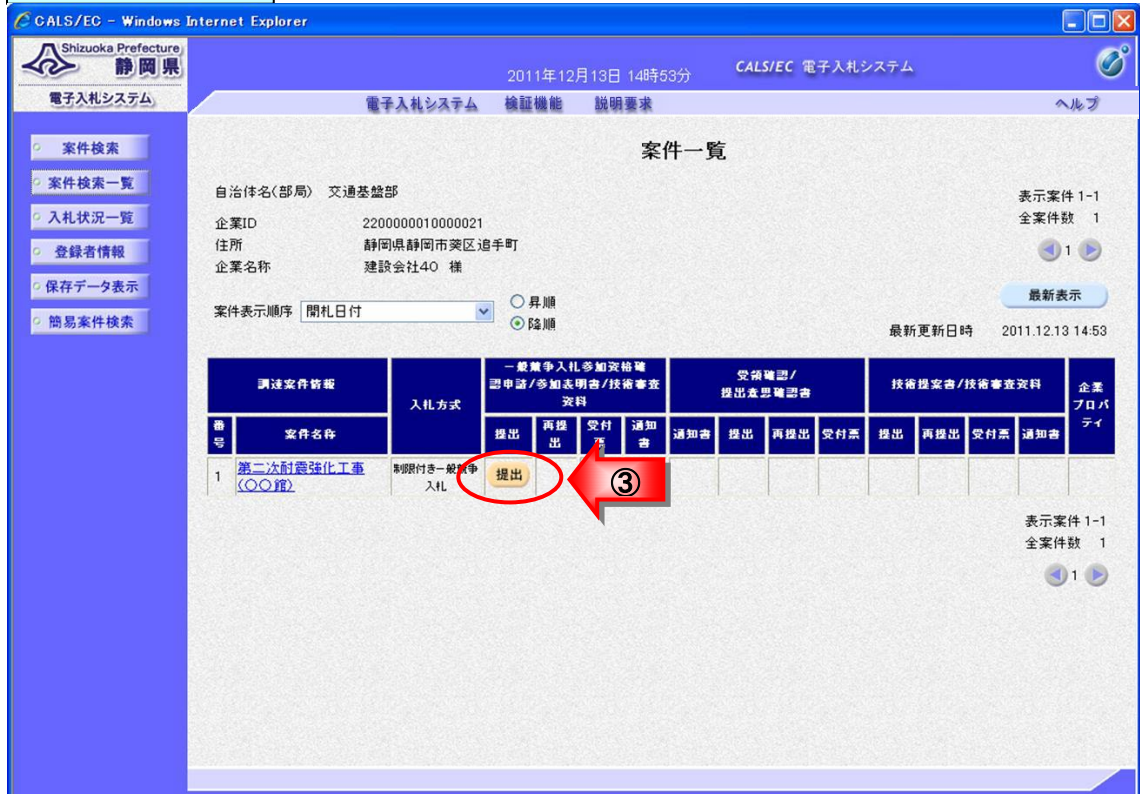 CALS/EC - Windows Internet Explorer
Shizuoka Prefecture
静岡県
電子入札システム
2011年12月13日 14時53分
CALS/EC 電子入札システム
電子入札システム 検証機能 説明要求
ヘルプ
案件検索
案件検索一覧
入札状況一覧
登録者情報
保存データ表示
簡易案件検索
案件一覧
自治体名(部局) 交通基盤部
表示案件 1-1
企業ID 2200000010000021
全案件数 1
住所 静岡県静岡市葵区追手町
1
企業名称 建設会社40 様
最新表示
案件表示順序 開札日付
昇順
降順
最新更新日時 2011.12.13 14:53
調達案件情報
入札方式
一般競争入札参加資格確
認申請/参加表明書/技術審査
資料
受領確認/
提出意思確認書
技術提案書/技術審査資料
企業
プロパ
ティ
番号
案件名称
提出
再提出
受付票
通知書
通知書
提出
再提出
受付票
提出
再提出
受付票
通知書
1
第二次耐震強化工事
(〇〇館)
制限付き一般競争
入札
提出
③
表示案件 1-1
全案件数 1
1